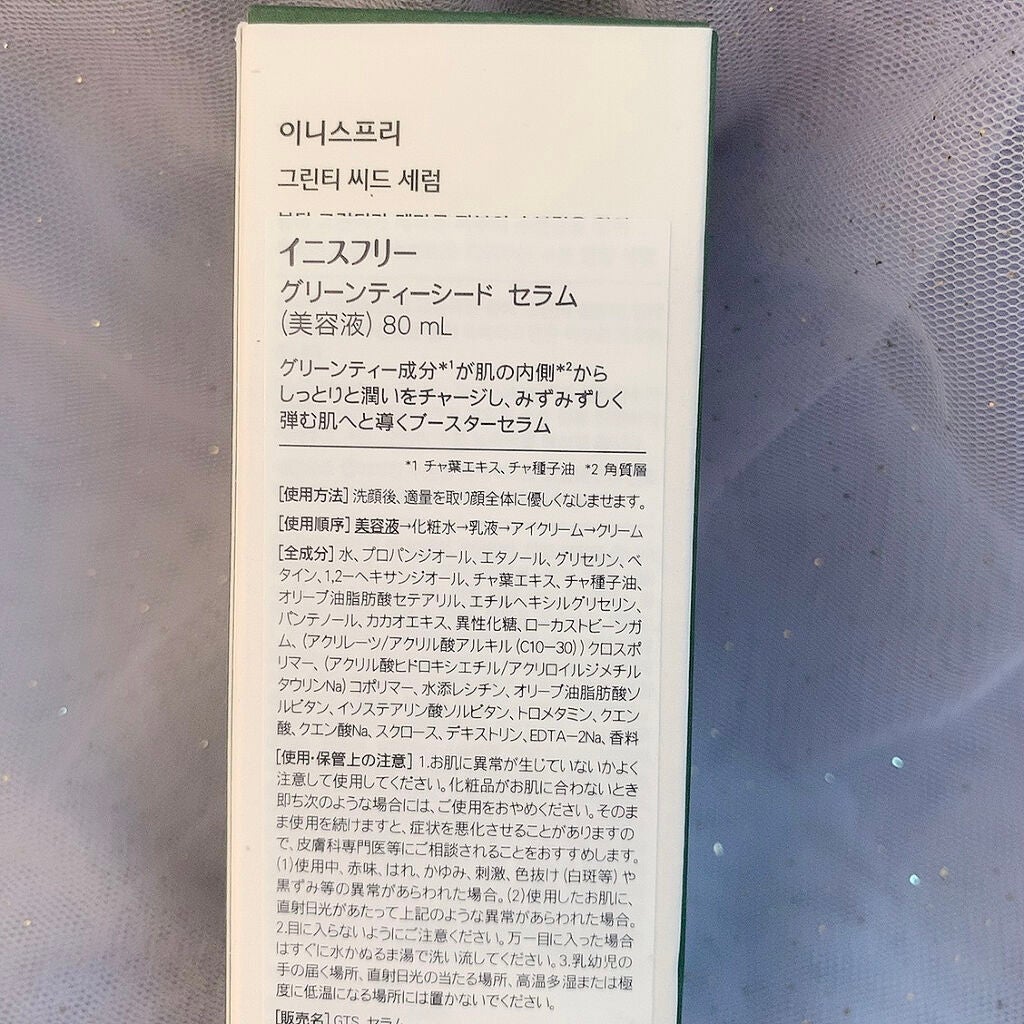 이니스프리
그린티 씨드 세럼
イニスフリー
グリーンティーシード セラム
(美容液) 80 mL
グリーンティー成分*1が肌の内側*2から
しっとりと潤いをチャージし、みずみずしく
弾む肌へと導くブースターセラム
*1 チャ葉エキス、チャ種子油 *2 角質層
[使用方法] 洗顔後、適量を取り顔全体に優しくなじませます。
[使用順序] 美容液→化粧水→乳液→アイクリーム→クリーム
[全成分] 水、プロパンジオール、エタノール、グリセリン、ベ
タイン、1,2-ヘキサンジオール、チャ葉エキス、チャ種子油、
オリーブ油脂肪酸セテアリル、エチルヘキシルグリセリン、
パンテノール、カカオエキス、異性化糖、ローカストビーンガ
ム、(アクリレーツ/アクリル酸アルキル(C10-30))クロスポ
リマー、(アクリル酸ヒドロキシエチル/アクリロイルジメチル
タウリンNa)コポリマー、水添レシチン、オリーブ油脂肪酸ソ
ルビタン、イソステアリン酸ソルビタン、トロメタミン、クエン
酸、クエン酸Na、スクロース、デキストリン、EDTA-2Na、香料
[使用・保管上の注意] 1.お肌に異常が生じていないかよく
注意して使用してください。化粧品がお肌に合わないとき
即ち次のような場合には、ご使用をおやめください。そのま
ま使用を続けますと、症状を悪化させることがありますの
で、皮膚科専門医等にご相談されることをおすすめします。
(1)使用中、赤味、はれ、かゆみ、刺激、色抜け(白斑等)や
黒ずみ等の異常があらわれた場合。(2)使用したお肌に、
直射日光があたって上記のような異常があらわれた場合。
2.目に入らないようにご注意ください。万一目に入った場合
はすぐに水かぬるま湯で洗い流してください。3.乳幼児の
手の届く場所、直射日光の当たる場所、高温多湿または極
度に低温になる場所には置かないでください。
[販売名] GTS セラム